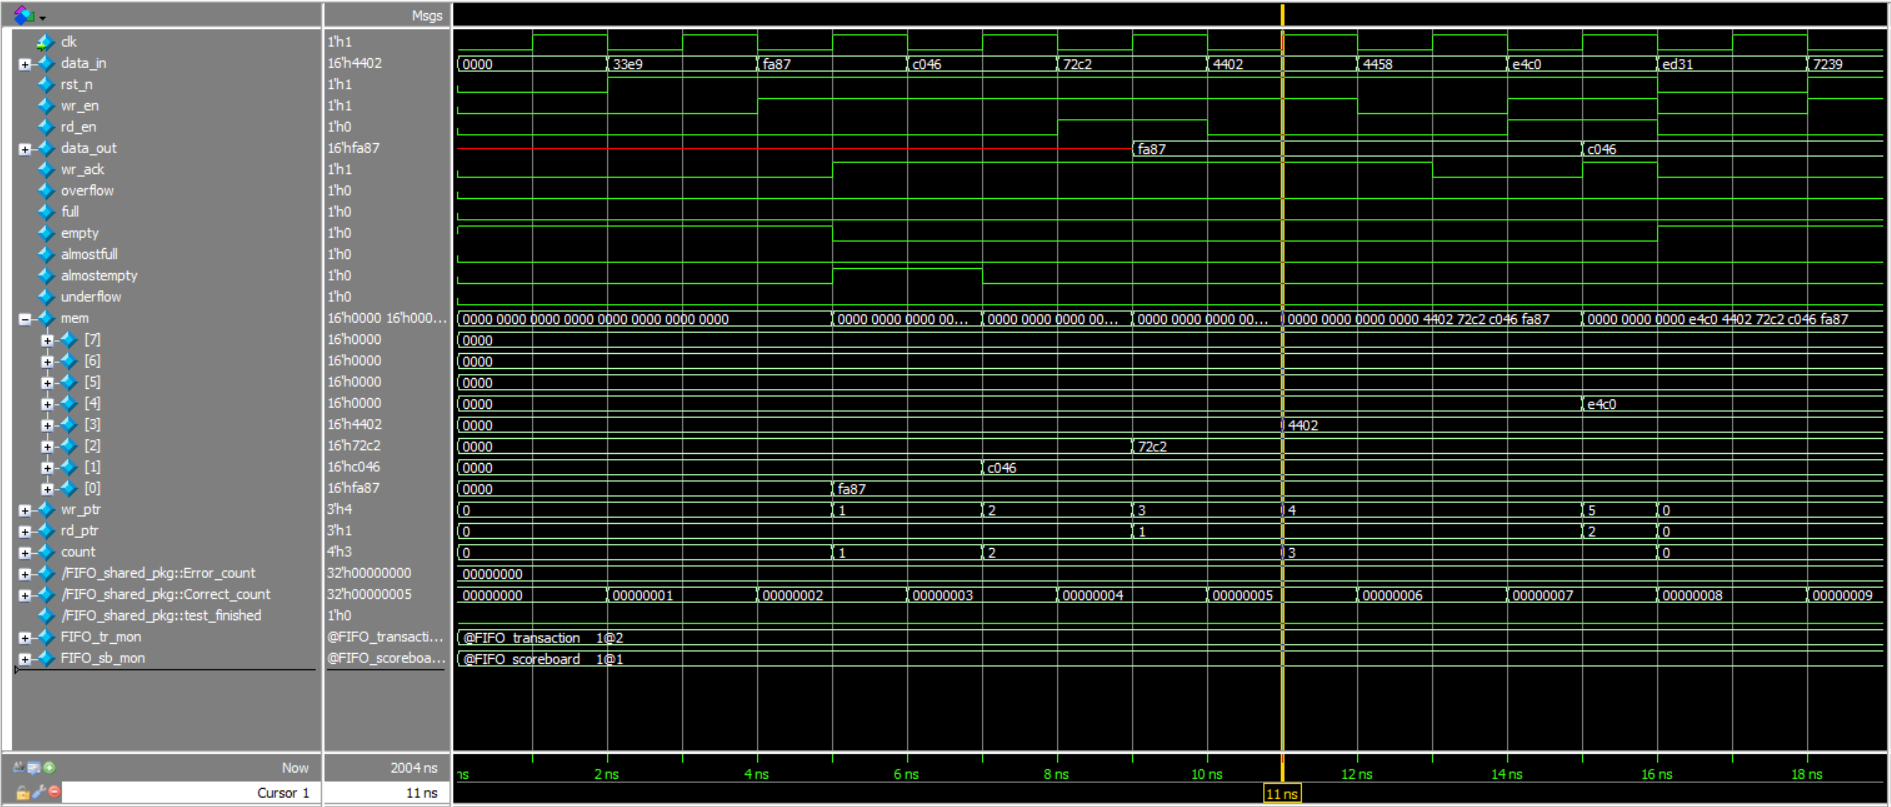 Msgs
clk 1'h1
data_in 16'h4402 0000 33e9 fa87 c046 72c2 4402 4458 e4c0 ed31 7239
rst_n 1'h1
wr_en 1'h1
rd_en 1'h0
data_out 16'hfa87 fa87 c046
wr_ack 1'h1
overflow 1'h0
full 1'h0
empty 1'h0
almostfull 1'h0
almostempty 1'h0
underflow 1'h0
mem 16'h0000 16'h000... 0000 0000 0000 0000 0000 0000 0000 0000 0000 0000 0000 00... 0000 0000 0000 00... 0000 0000 0000 00... 0000 0000 0000 0000 4402 72c2 c046 fa87 0000 0000 0000 e4c0 4402 72c2 c046 fa87
[7] 16'h0000 0000
[6] 16'h0000 0000
[5] 16'h0000 0000
[4] 16'h0000 0000 e4c0
[3] 16'h4402 0000 4402
[2] 16'h72c2 0000 72c2
[1] 16'hc046 0000 c046
[0] 16'hfa87 0000 fa87
wr_ptr 3'h4 0 1 2 3 4 5 0
rd_ptr 3'h1 0 1 2 0
count 4'h3 0 1 2 3 0
/FIFO_shared_pkg::Error_count 32'h00000000 00000000
/FIFO_shared_pkg::Correct_count 32'h00000005 00000000 00000001 00000002 00000003 00000004 00000005 00000006 00000007 00000008 00000009
/FIFO_shared_pkg::test_finished 1'h0
FIFO_tr_mon @FIFO_transacti... @FIFO_transaction 1@2
FIFO_sb_mon @FIFO_scoreboa... @FIFO_scoreboard 1@1
Now 2004 ns ns 2 ns 4 ns 6 ns 8 ns 10 ns 12 ns 14 ns 16 ns 18 ns
Cursor 1 11 ns 11 ns